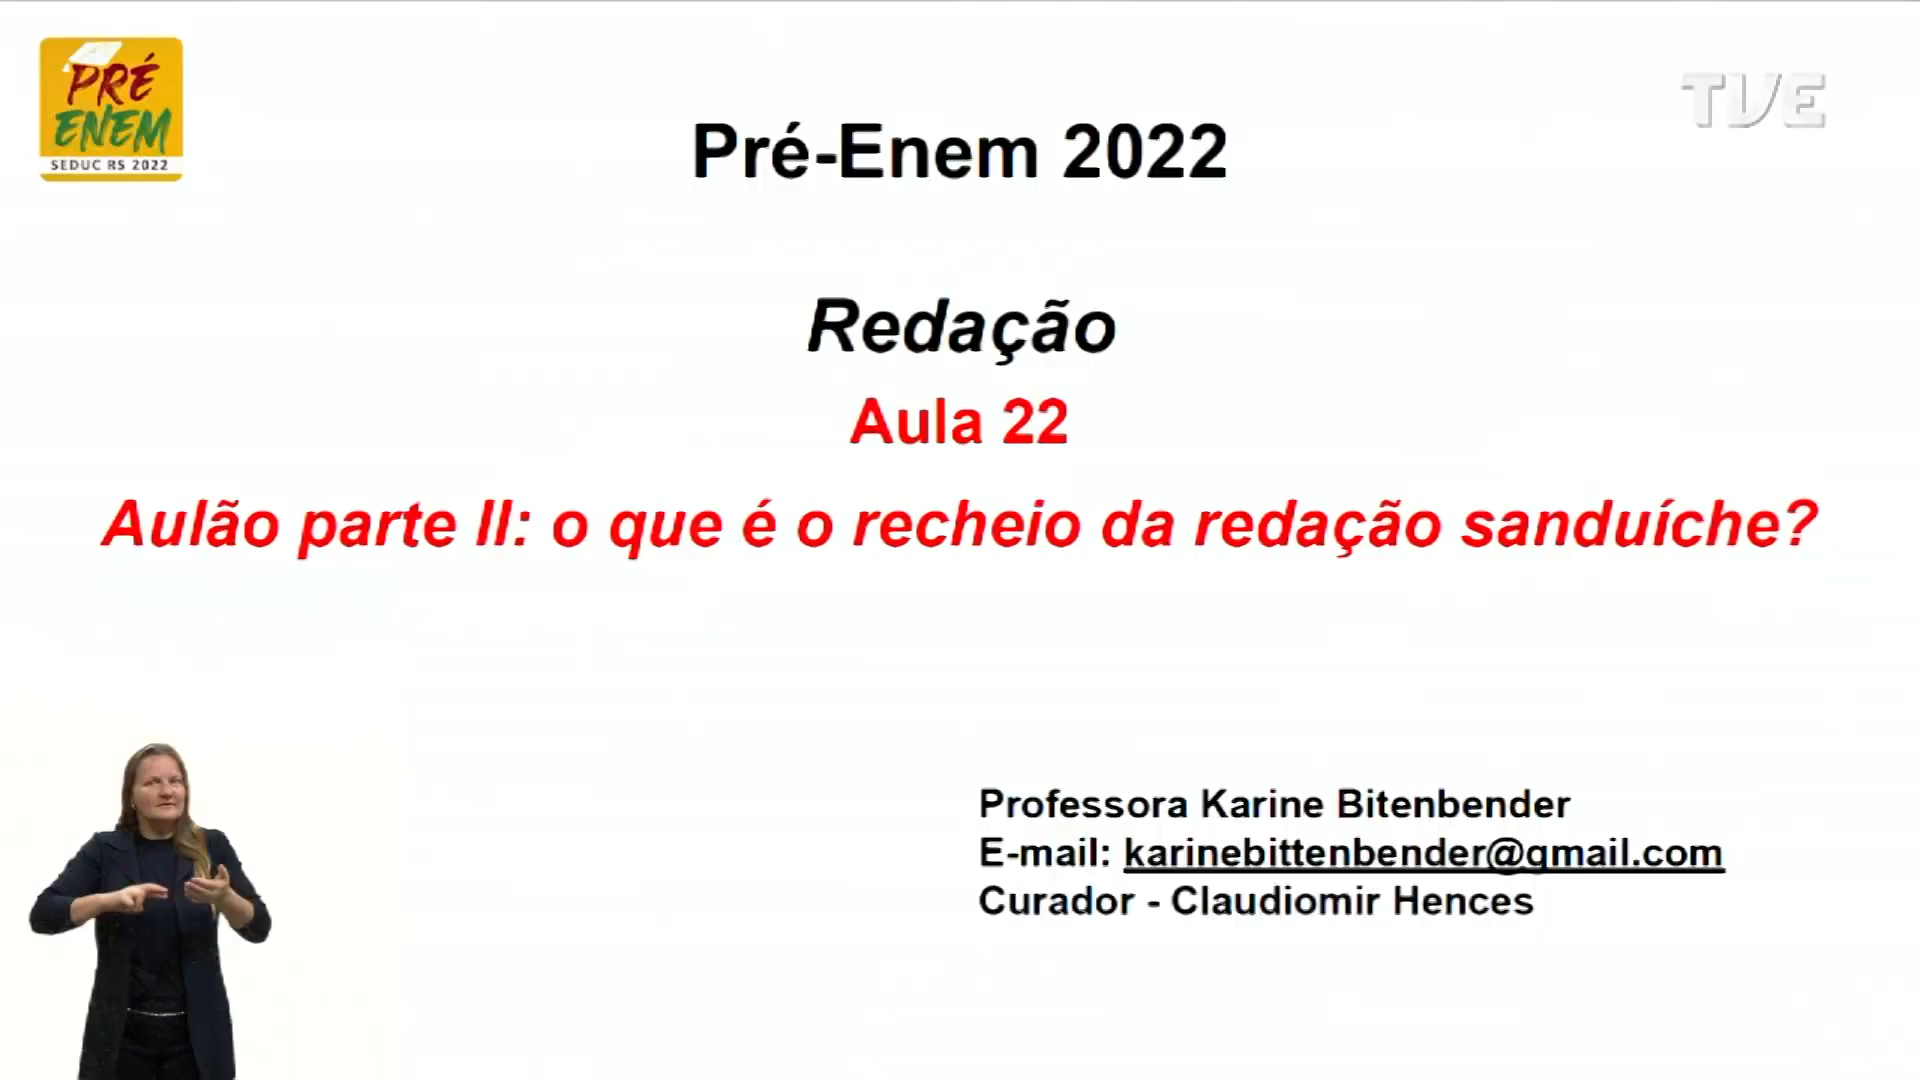 PRÉ
ENEM
SEDUC RS 2022
TVE
Pré-Enem 2022
Redação
Aula 22
Aulão parte II: o que é o recheio da redação sanduíche?
Professora Karine Bitenbender
E-mail: karinebittenbender@gmail.com
Curador - Claudiomir Hences